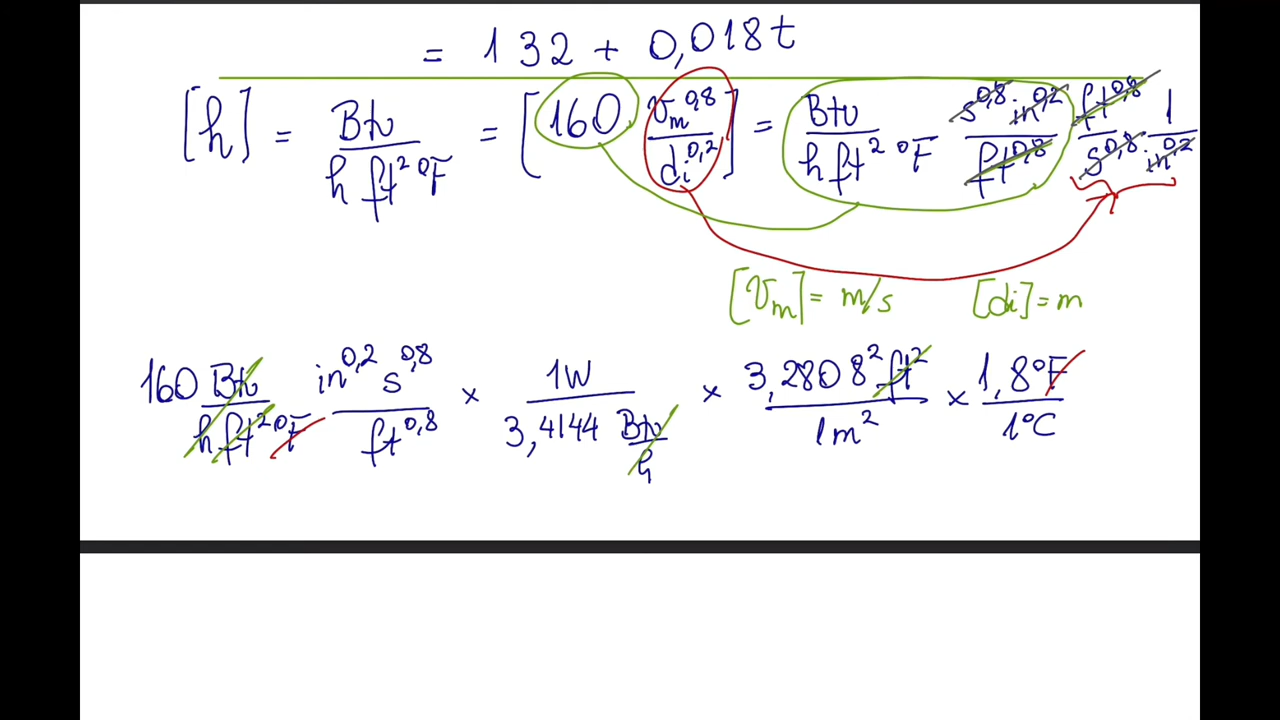 = 132 + 0,018t
[h] = Btu / h ft² °F = [160 v_m^0,8 / di^0,2] = Btu / h ft² °F s^0,8 in^0,2 / ft^0,8 ft^0,8 / s^0,8 · 1 / in^0,2
[v_m] = m/s [di] = m
160 Btu / h ft² °F in^0,2 s^0,8 / ft^0,8 × 1W / 3,4144 Btu/h × 3,2808² ft² / 1m² × 1,8°F / 1°C